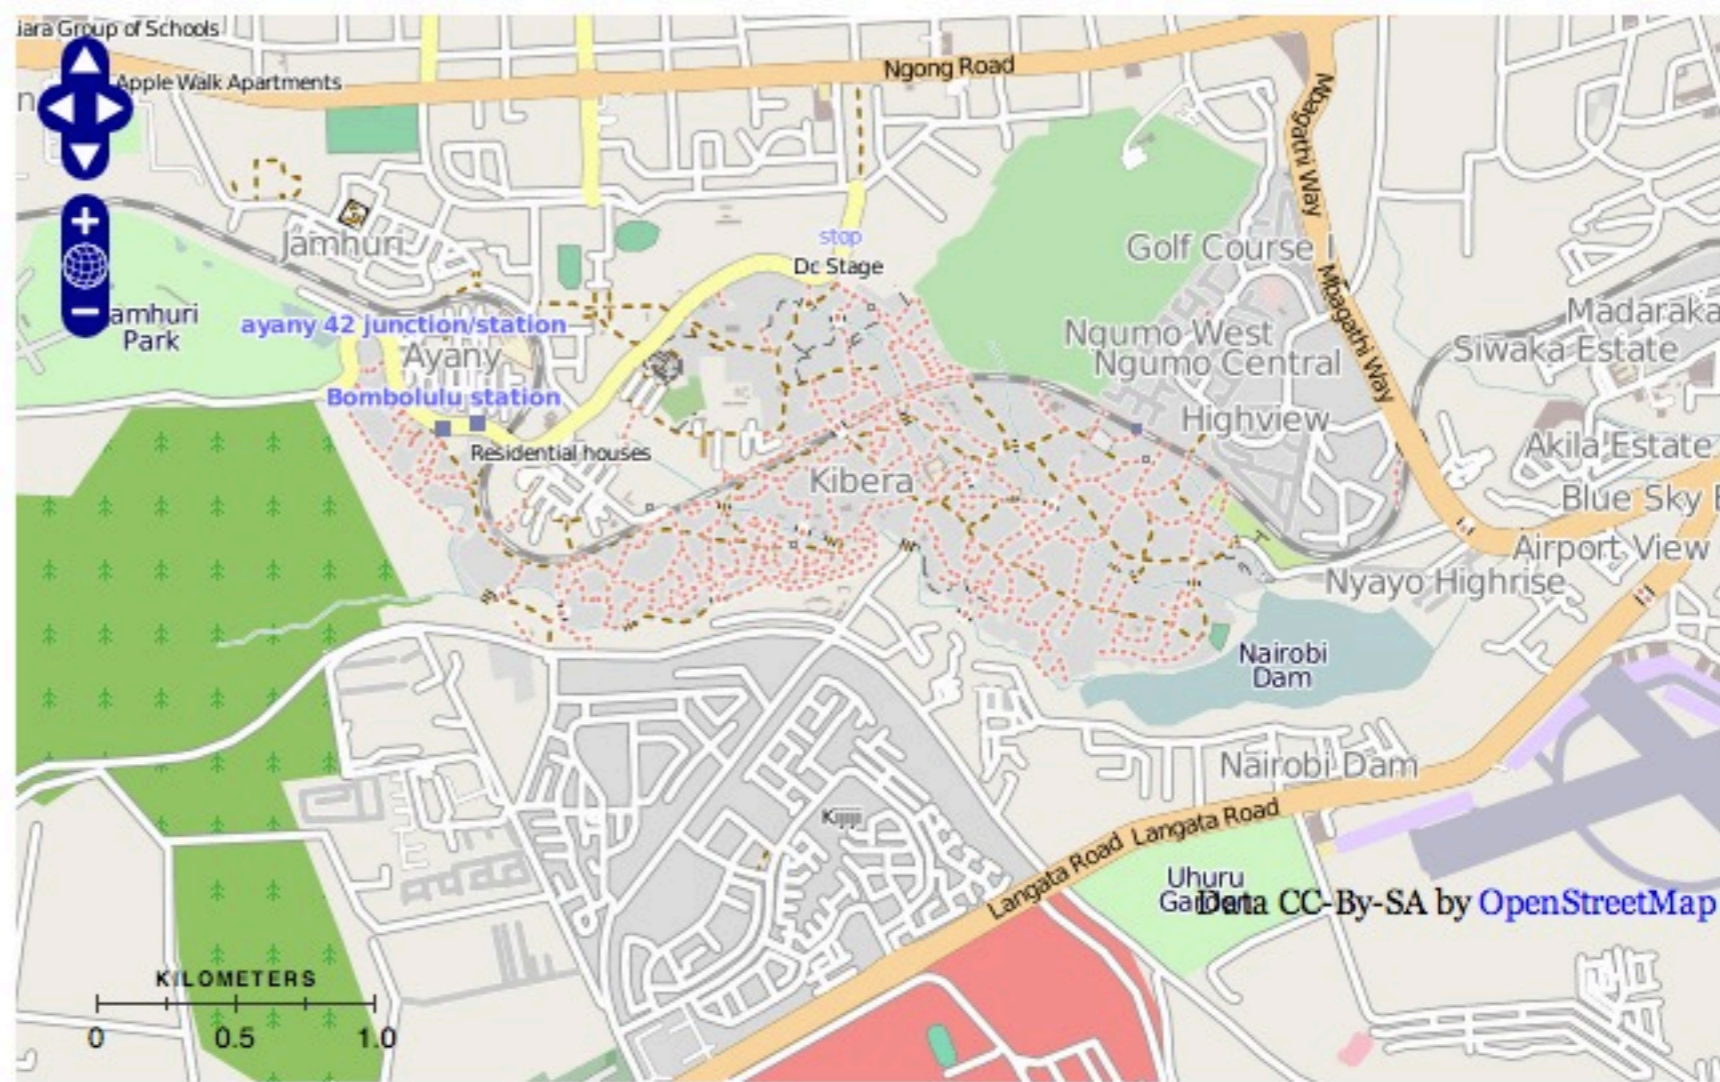 iara Group of Schools
Apple Walk Apartments
Ngong Road
Mbagathi Way
Jamhuri
stop
Dc Stage
Golf Course I
amhuri
Park
ayany 42 junction/station
Ayany
Mbagathi Way
Ngumo West
Ngumo Central
Madaraka
Siwaka Estate
Bombolulu station
Highview
Residential houses
Kibera
Akila Estate
Blue Sky E
Airport View
Nyayo Highrise
Nairobi
Dam
Nairobi Dam
Kijiji
Langata Road
Langata Road
Uhuru
Data CC-By-SA by OpenStreetMap
KILOMETERS
0 0.5 1.0